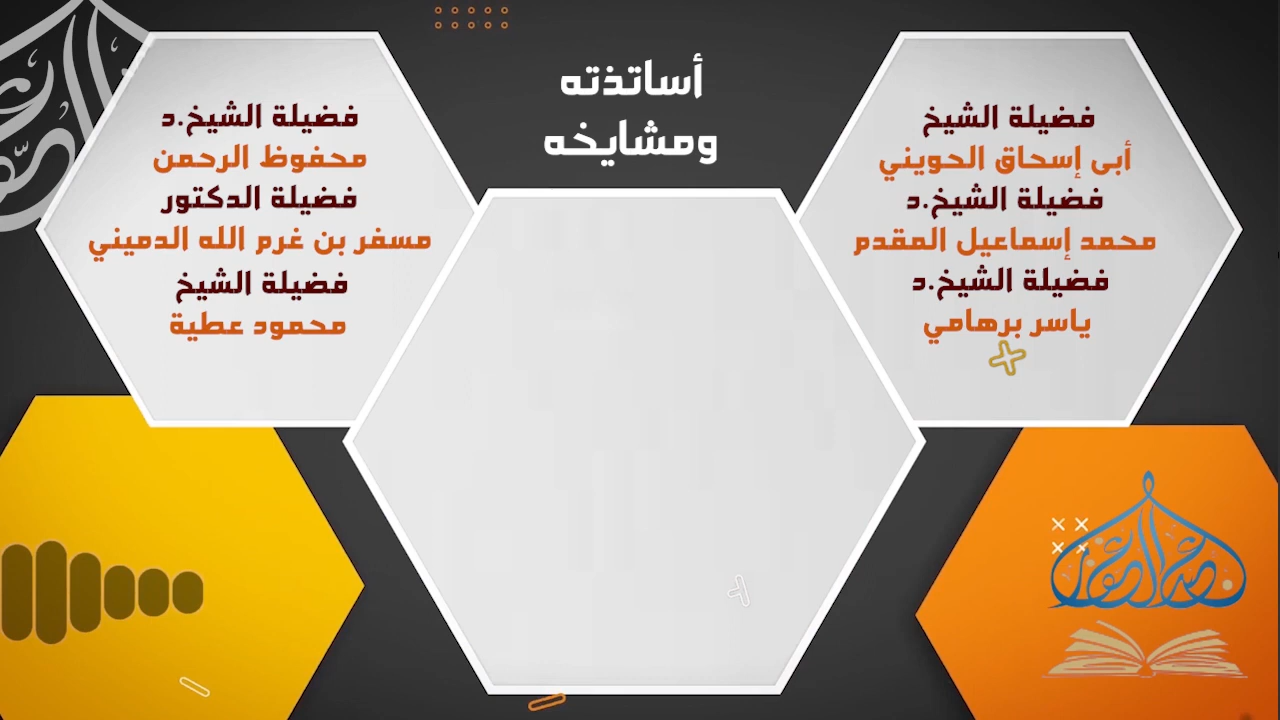 أساتذته
ومشايخه
فضيلة الشيخ
أبى إسحاق الحويني
فضيلة الشيخ.د
محمد إسماعيل المقدم
فضيلة الشيخ.د
ياسر برهامي
فضيلة الشيخ.د
محفوظ الرحمن
فضيلة الدكتور
مسفر بن غرم الله الدميني
فضيلة الشيخ
محمود عطية